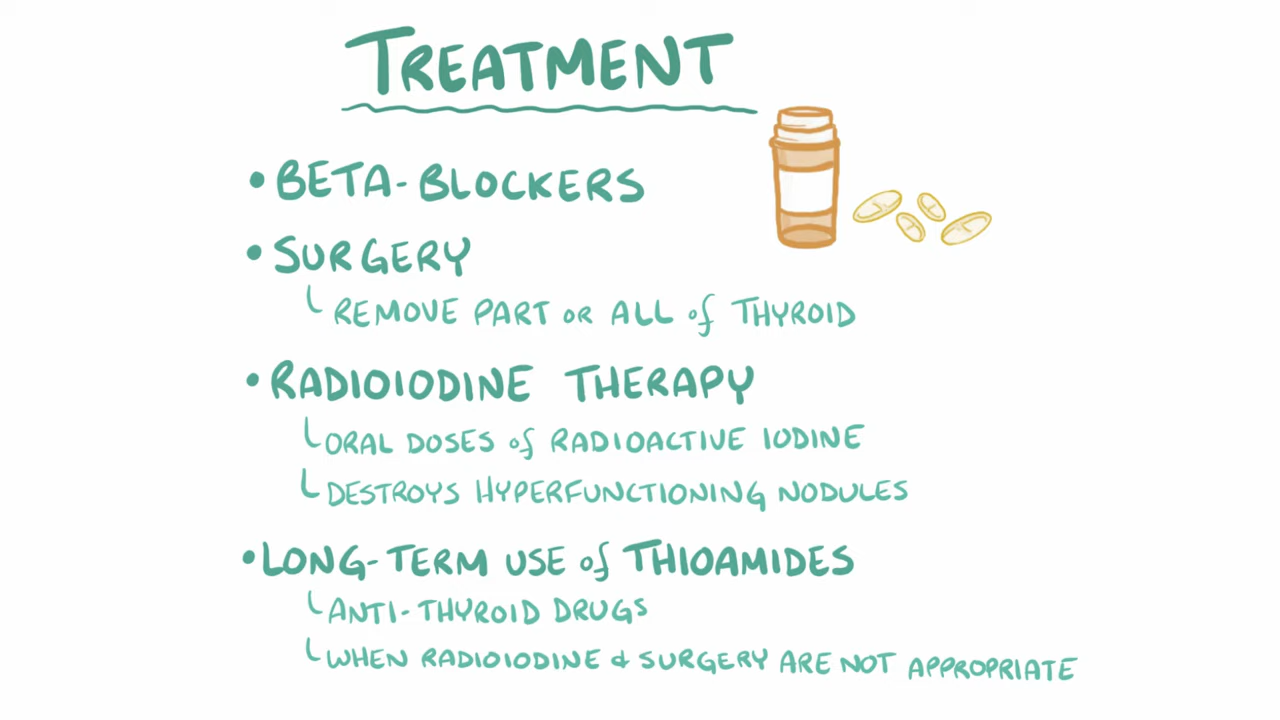 TREATMENT
• BETA-BLOCKERS
• SURGERY
REMOVE PART OR ALL of THYROID
• RADIOIODINE THERAPY
ORAL DOSES of RADIOACTIVE IODINE
DESTROYS HYPERFUNCTIONING NODULES
• LONG-TERM USE of THIOAMIDES
ANTI-THYROID DRUGS
WHEN RADIOIODINE & SURGERY ARE NOT APPROPRIATE